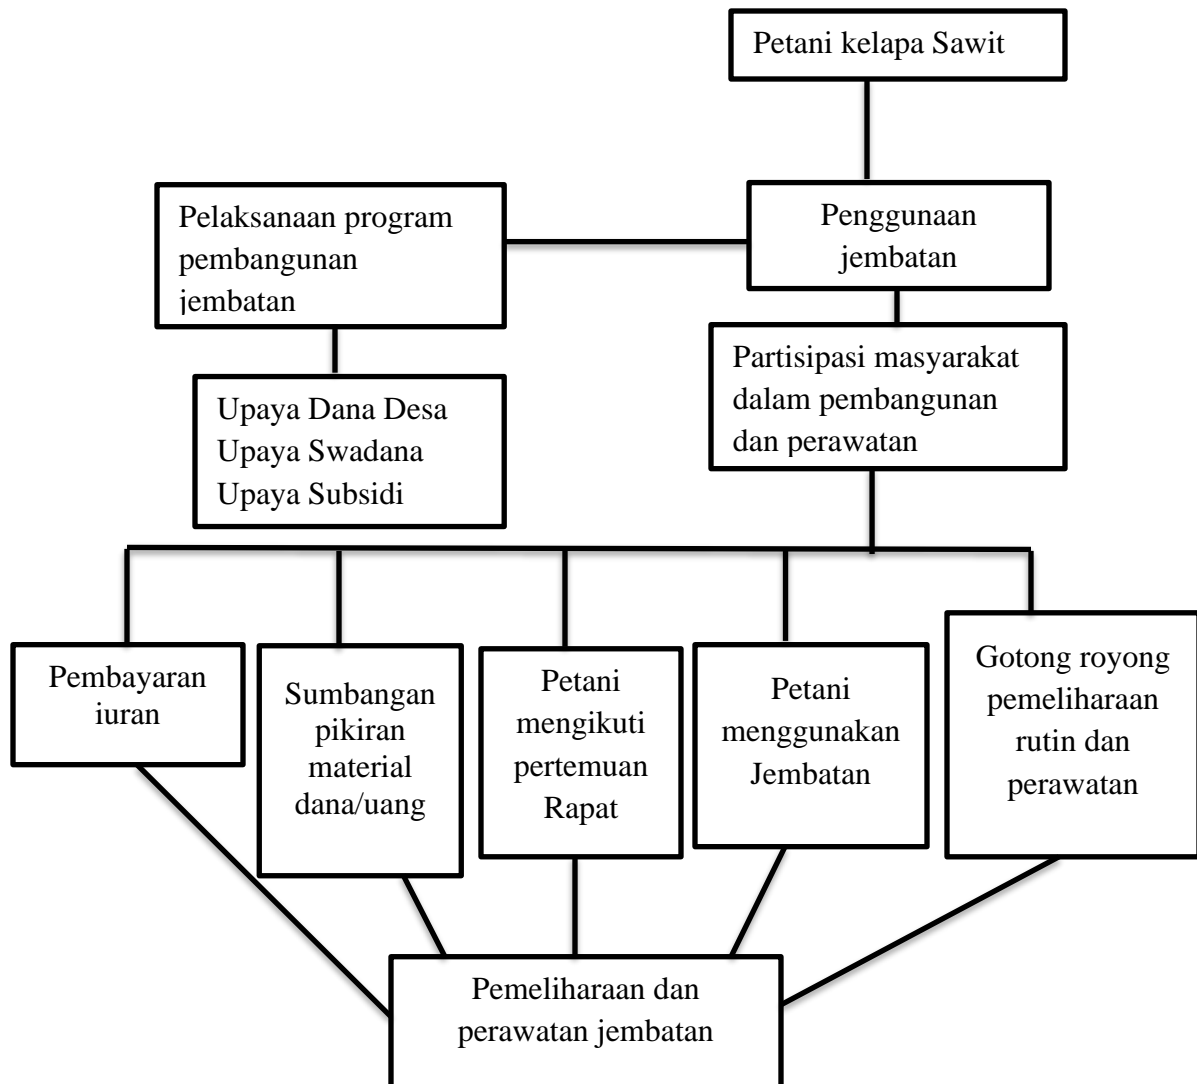 Petani kelapa Sawit
Pelaksanaan program
pembangunan
jembatan
Penggunaan
jembatan
Upaya Dana Desa
Upaya Swadana
Upaya Subsidi
Partisipasi masyarakat
dalam pembangunan
dan perawatan
Pembayaran
iuran
Sumbangan
pikiran
material
dana/uang
Petani
mengikuti
pertemuan
Rapat
Petani
menggunakan
Jembatan
Gotong royong
pemeliharaan
rutin dan
perawatan
Pemeliharaan dan
perawatan jembatan